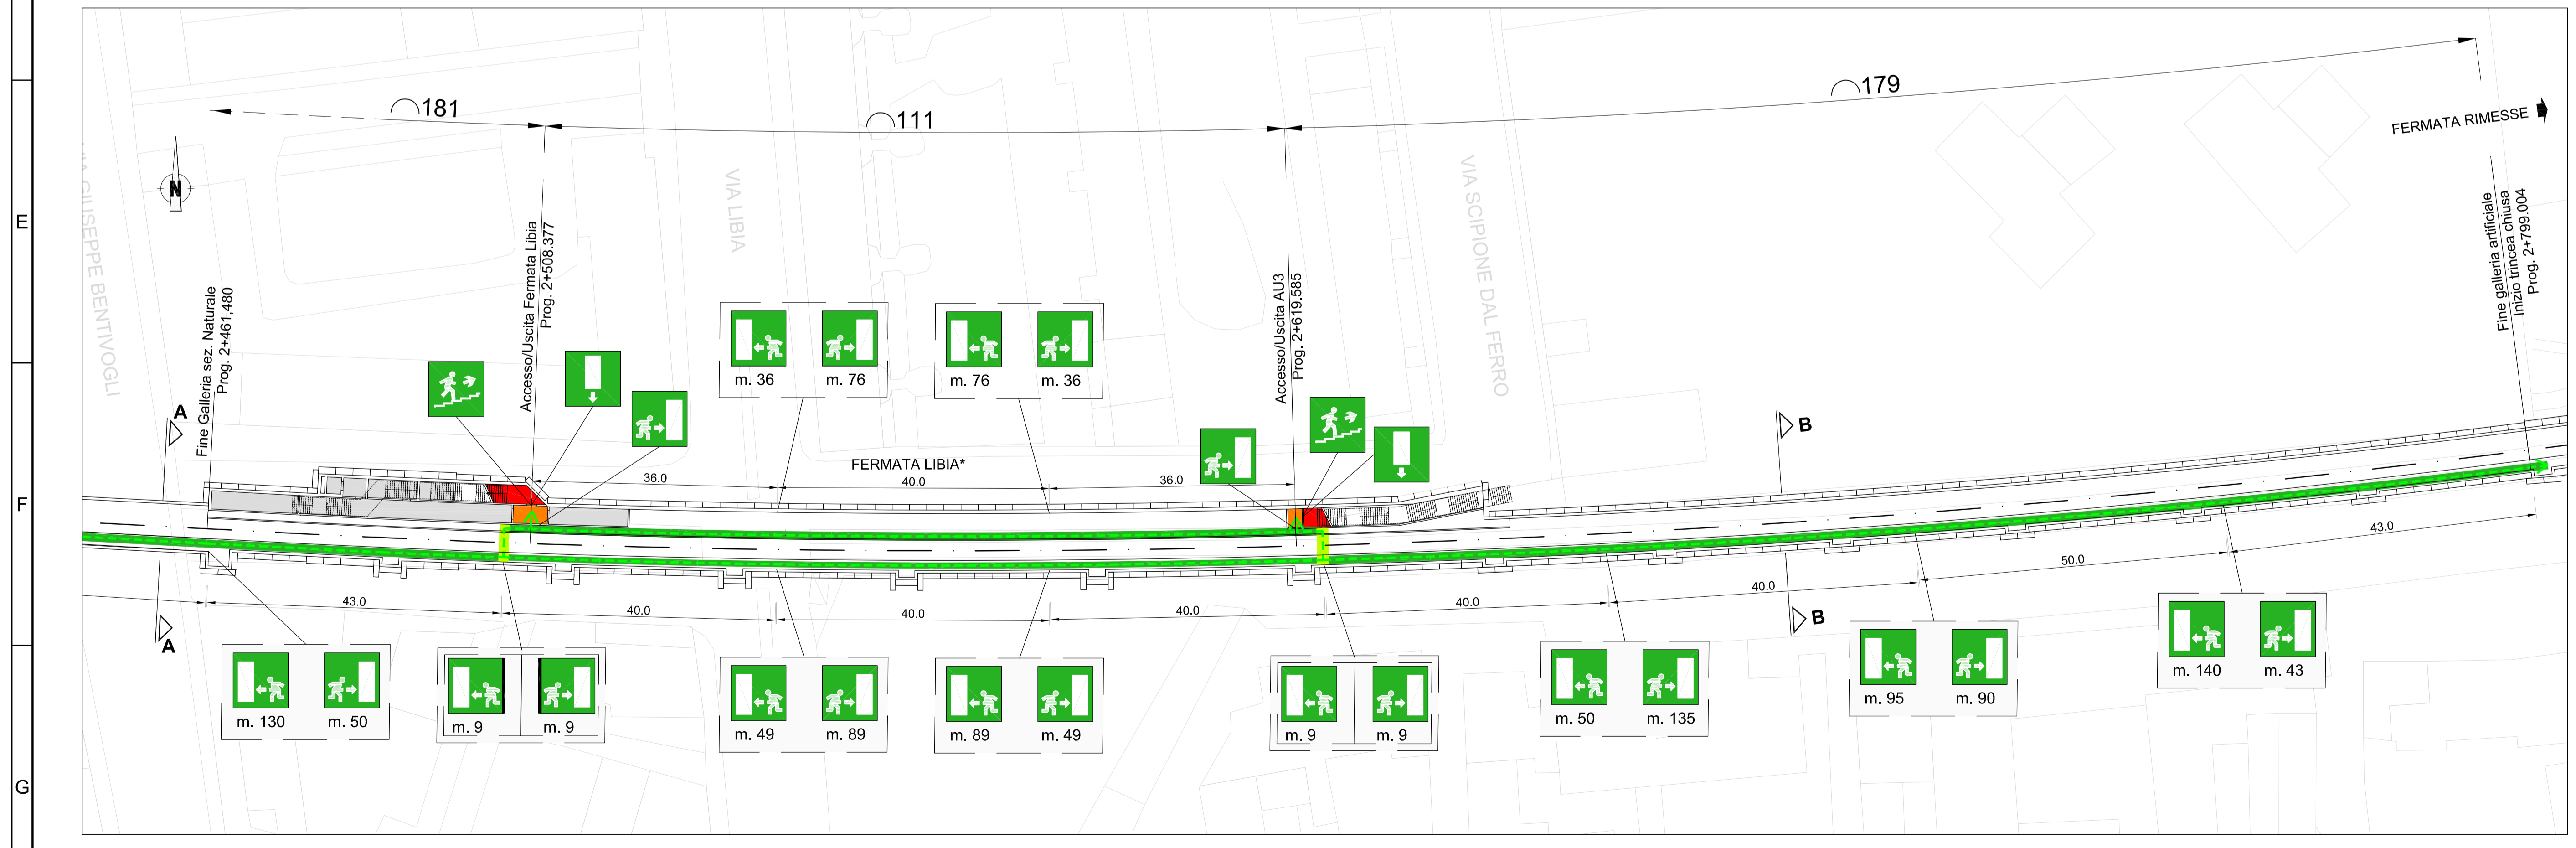 E
F
G
181
111
179
FERMATA RIMESSE
N
VIA GIUSEPPE BENTIVOGLI
VIA LIBIA
VIA SCIPIONE DAL FERRO
Fine Galleria sez. Naturale
Prog. 2+461,480
Accesso/Uscita Fermata Libia
Prog. 2+508.377
Accesso/Uscita AU3
Prog. 2+619.585
Fine galleria artificiale
Inizio trincea chiusa
Prog. 2+799.004
m. 36 m. 76
m. 76 m. 36
A
B
FERMATA LIBIA*
36.0
40.0
36.0
43.0
40.0
40.0
40.0
40.0
40.0
50.0
43.0
A
B
m. 130 m. 50
m. 9 m. 9
m. 49 m. 89
m. 89 m. 49
m. 9 m. 9
m. 50 m. 135
m. 95 m. 90
m. 140 m. 43